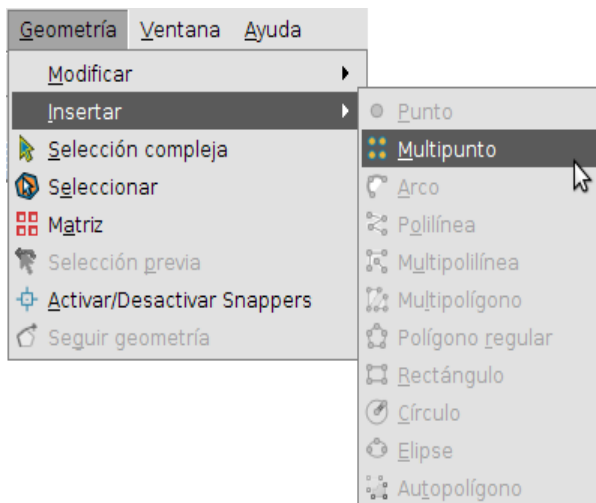 Geometría Ventana Ayuda
Modificar
Insertar
Selección compleja
Seleccionar
Matriz
Selección previa
Activar/Desactivar Snappers
Seguir geometría
Punto
Multipunto
Arco
Polilínea
Multipolilínea
Multipolígono
Polígono regular
Rectángulo
Círculo
Elipse
Autopolígono